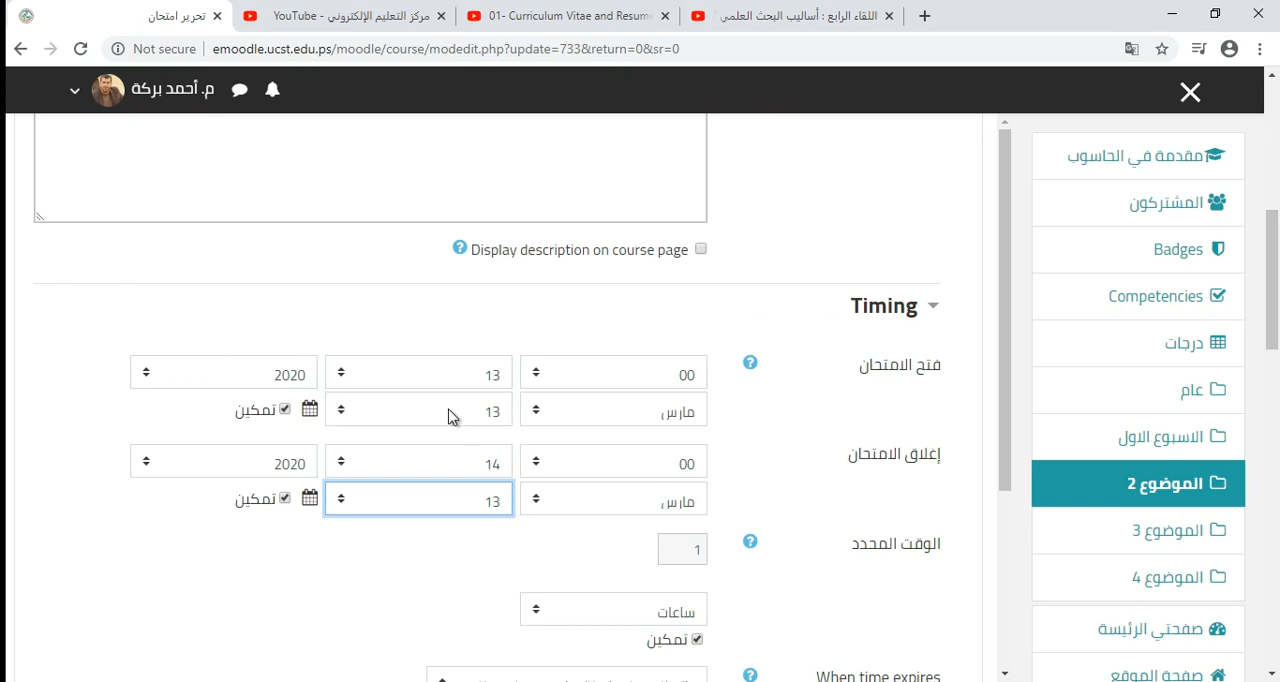 تحرير امتحان
مركز التعليم الإلكتروني - YouTube
01- Curriculum Vitae and Resume
اللقاء الرابع : أساليب البحث العلمي
Not secure
emoodle.ucst.edu.ps/moodle/course/modedit.php?update=733&return=0&sr=0
م. أحمد بركة
Display description on course page
Timing
فتح الامتحان
00
13
2020
مارس
13
تمكين
إغلاق الامتحان
00
14
2020
مارس
13
تمكين
الوقت المحدد
1
ساعات
تمكين
When time expires
مقدمة في الحاسوب
المشتركون
Badges
Competencies
درجات
عام
الاسبوع الاول
الموضوع 2
الموضوع 3
الموضوع 4
صفحتي الرئيسة
صفحة الموقع